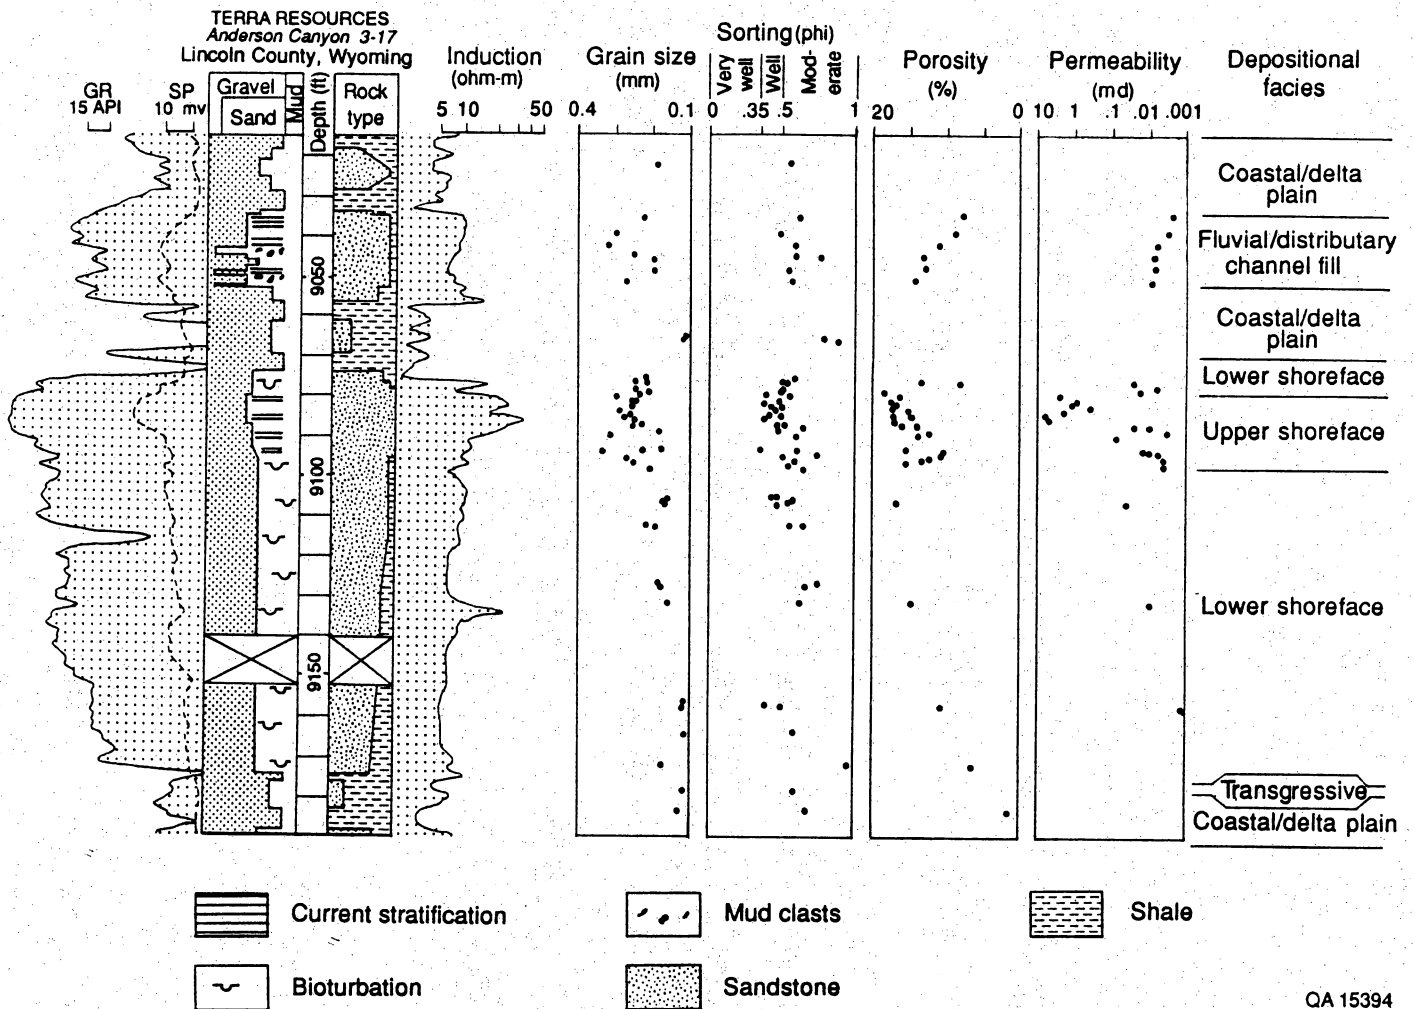 TERRA RESOURCES
Anderson Canyon 3-17
Lincoln County, Wyoming
GR
15 API
SP
10 mv
Gravel
Sand
Mud
Depth (ft)
Rock
type
Induction
(ohm-m)
5 10 50
Grain size
(mm)
0.4 0.1
Sorting (phi)
Very
well
Well
Mod-
erate
0 .35 .5 1
Porosity
(%)
20 0
Permeability
(md)
10 1 .1 .01 .001
Depositional
facies
9050
9100
9150
Coastal/delta
plain
Fluvial/distributary
channel fill
Coastal/delta
plain
Lower shoreface
Upper shoreface
Lower shoreface
Transgressive
Coastal/delta plain
Current stratification
Mud clasts
Shale
Bioturbation
Sandstone
QA 15394